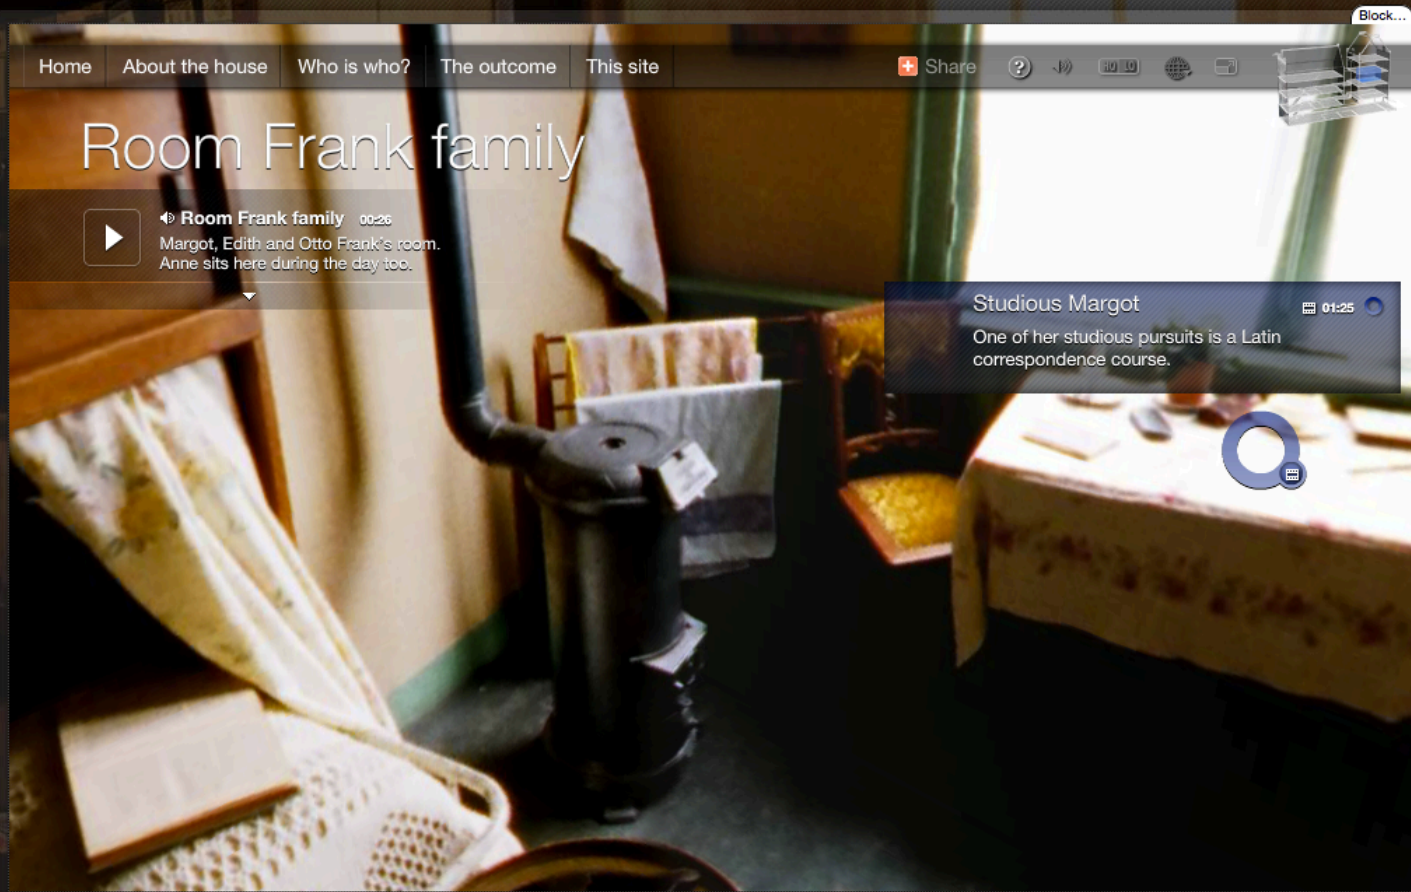 Block...
Home About the house Who is who? The outcome This site Share ? HQ LQ
Room Frank family
Room Frank family 00:26
Margot, Edith and Otto Frank's room.
Anne sits here during the day too.
Studious Margot 01:25
One of her studious pursuits is a Latin
correspondence course.